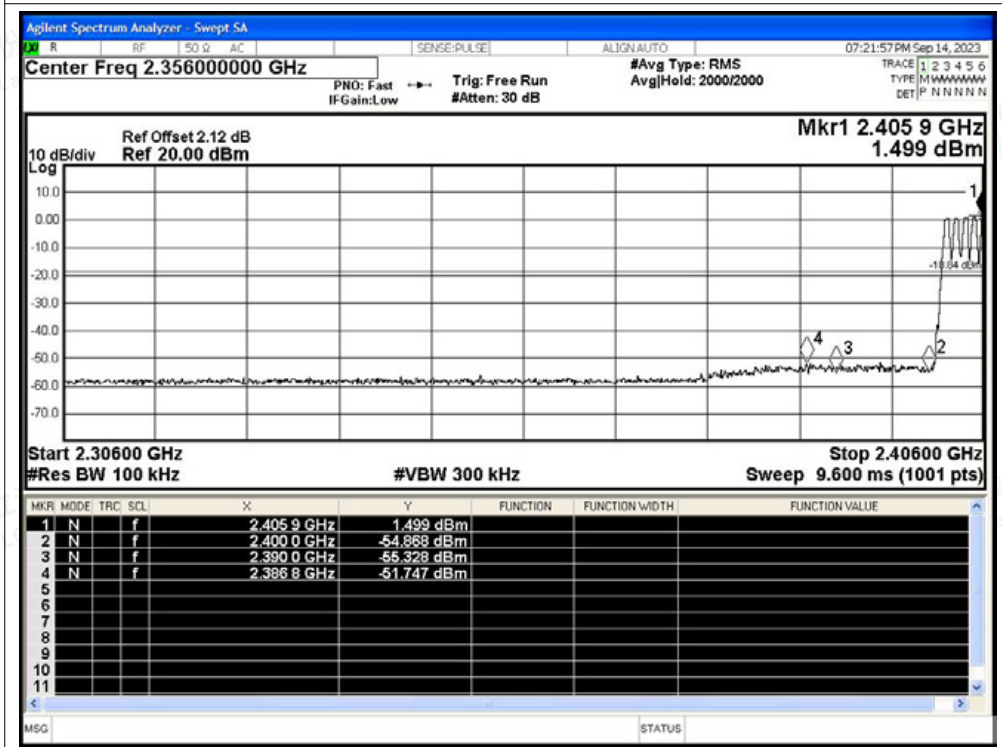 Agilent Spectrum Analyzer - Swept SA
LXI R RF 50 Ω AC SENSE:PULSE ALIGN AUTO 07:21:57 PM Sep 14, 2023
Center Freq 2.356000000 GHz
PNO: Fast
IFGain:Low
Trig: Free Run
#Atten: 30 dB
#Avg Type: RMS
Avg|Hold: 2000/2000
TRACE 1 2 3 4 5 6
TYPE M WWWWW
DET P N N N N N
Mkr1 2.405 9 GHz
1.499 dBm
Ref Offset 2.12 dB
10 dB/div Ref 20.00 dBm
Log
10.0
0.00
-10.0
-20.0
-30.0
-40.0
-50.0
-60.0
-70.0
1
-18.84 dBm
4
3
2
Start 2.30600 GHz Stop 2.40600 GHz
#Res BW 100 kHz #VBW 300 kHz Sweep 9.600 ms (1001 pts)
MKR MODE TRC SCL X Y FUNCTION FUNCTION WIDTH FUNCTION VALUE
1 N f 2.405 9 GHz 1.499 dBm
2 N f 2.400 0 GHz -54.868 dBm
3 N f 2.390 0 GHz -55.328 dBm
4 N f 2.386 8 GHz -51.747 dBm
5
6
7
8
9
10
11
MSG STATUS